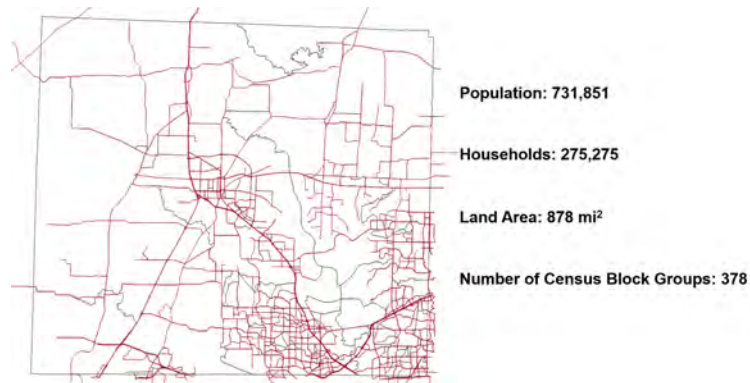 Population: 731,851
Households: 275,275
Land Area: 878 mi²
Number of Census Block Groups: 378